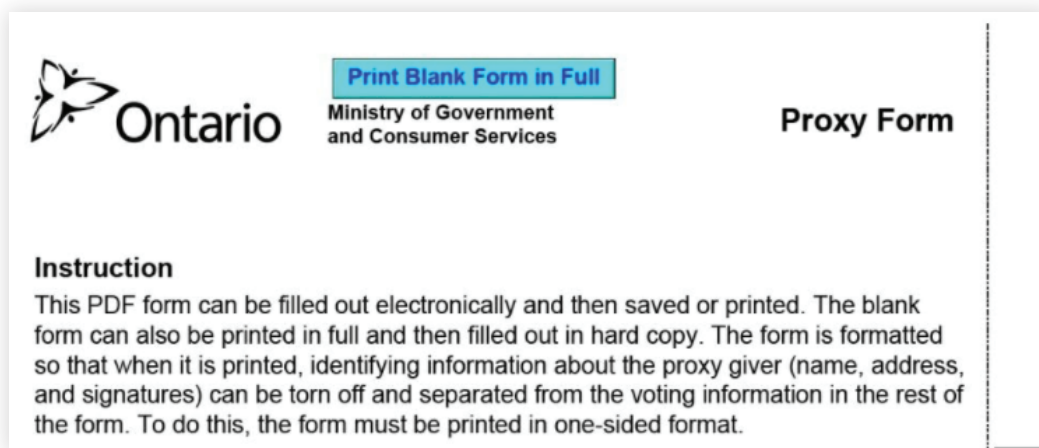 Print Blank Form in Full
Ontario
Ministry of Government
and Consumer Services
Proxy Form
Instruction
This PDF form can be filled out electronically and then saved or printed. The blank
form can also be printed in full and then filled out in hard copy. The form is formatted
so that when it is printed, identifying information about the proxy giver (name, address,
and signatures) can be torn off and separated from the voting information in the rest of
the form. To do this, the form must be printed in one-sided format.